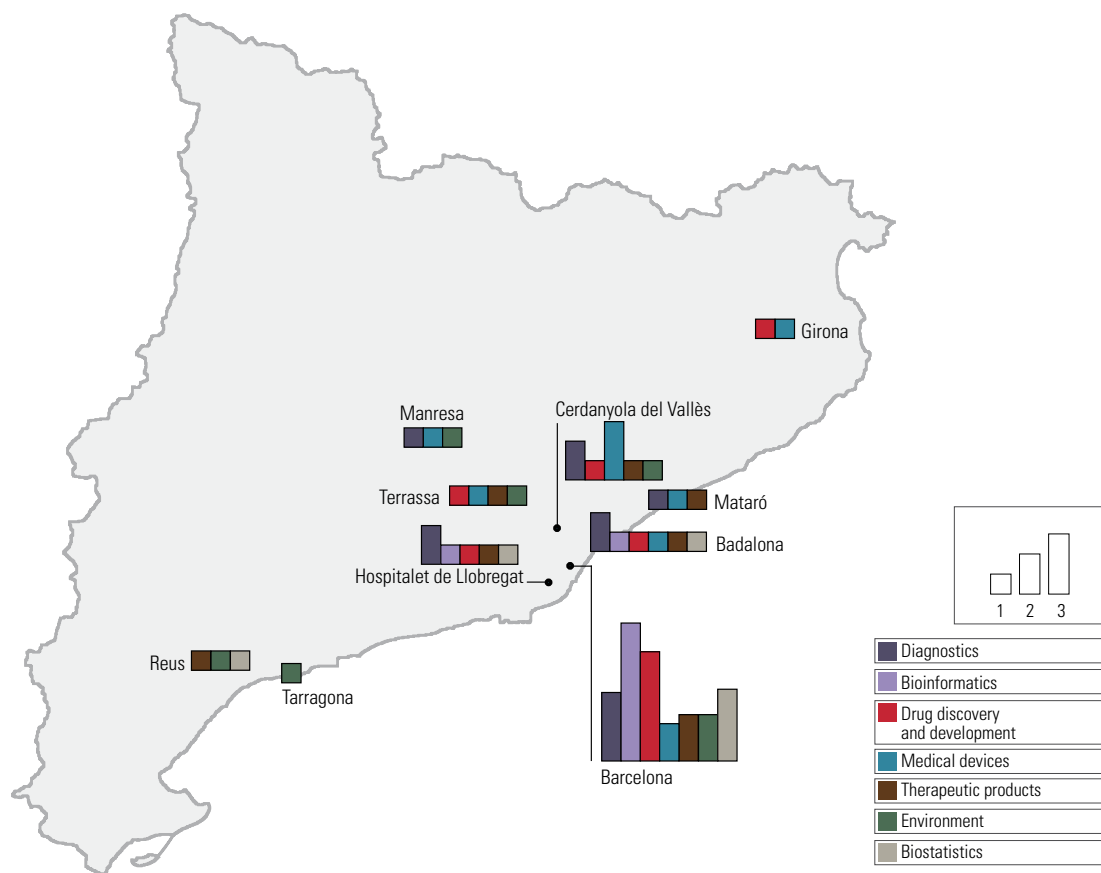 Girona
Cerdanyola del Vallès
Manresa
Terrassa
Mataró
Badalona
Hospitalet de Llobregat
Reus
Tarragona
Barcelona
1 2 3
Diagnostics
Bioinformatics
Drug discovery
and development
Medical devices
Therapeutic products
Environment
Biostatistics